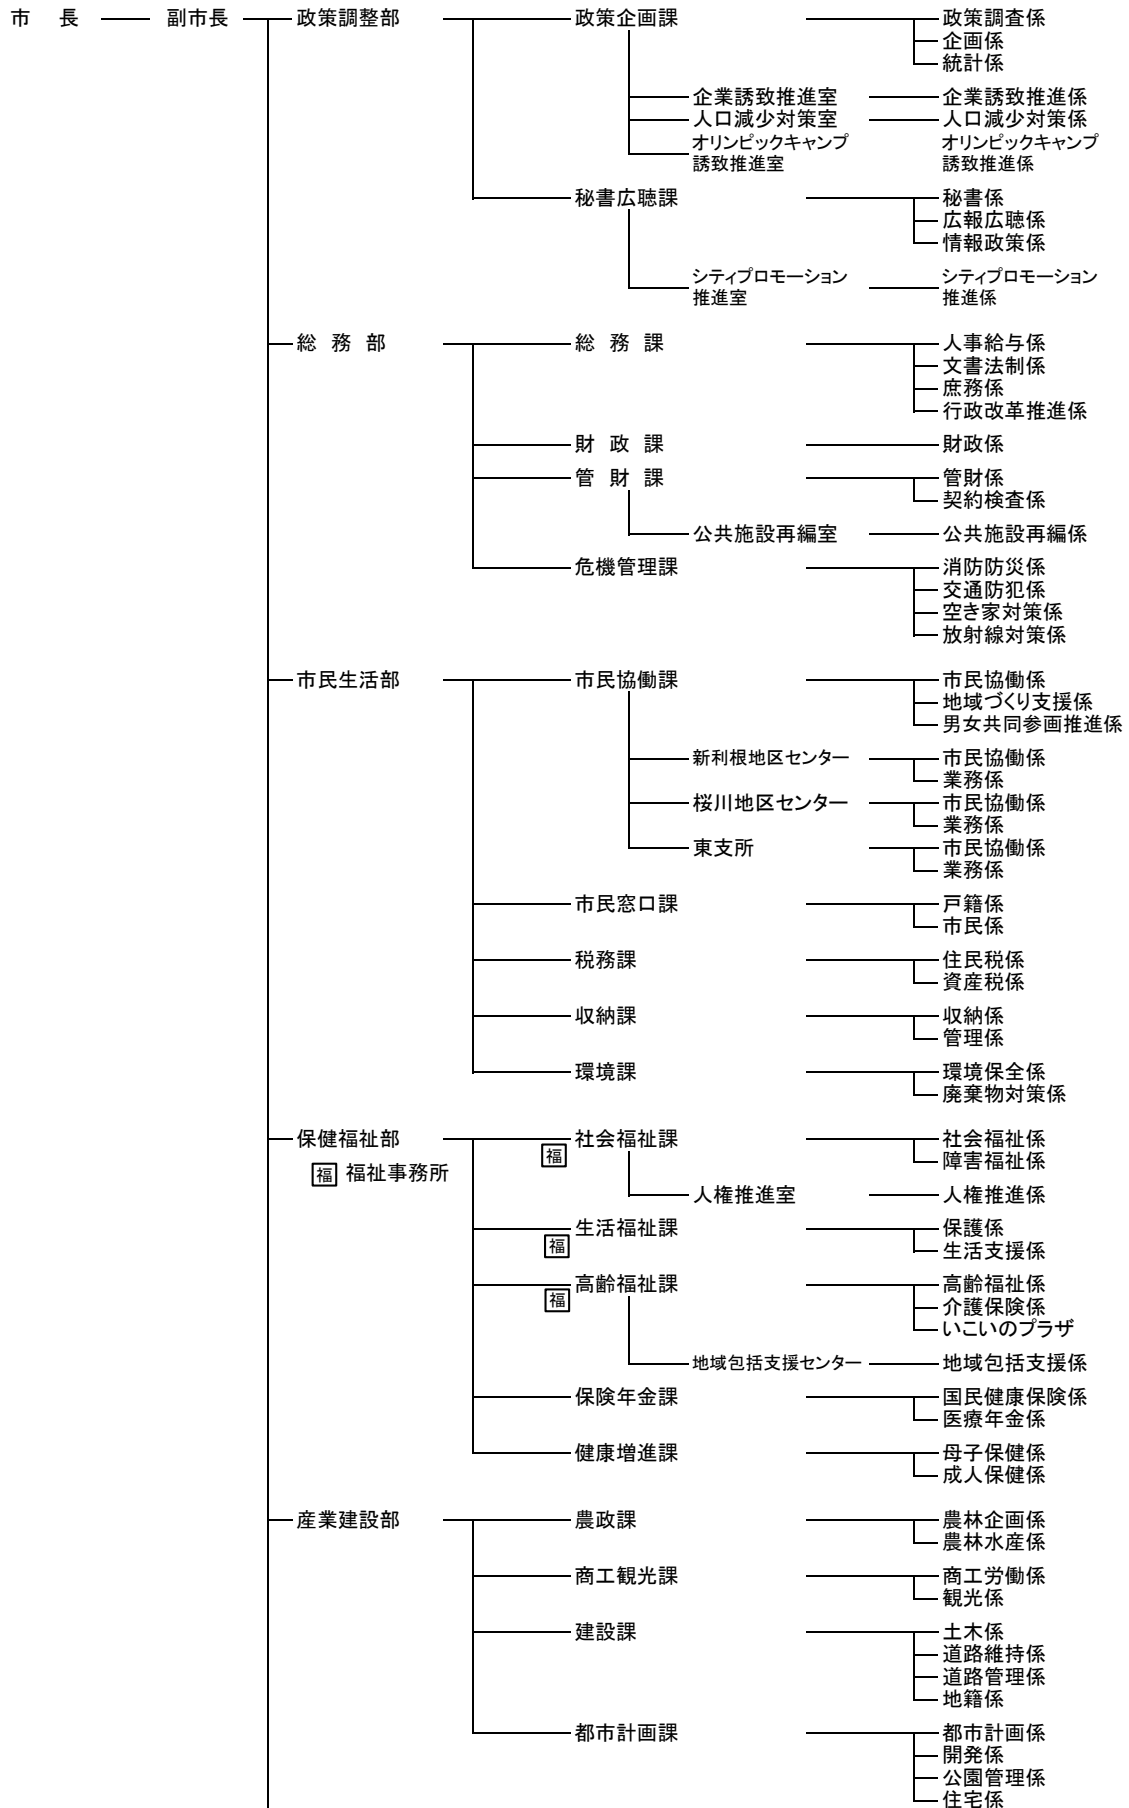 市　長　副市長　政策調整部　政策企画課　政策調査係
企画係
統計係
企業誘致推進室　企業誘致推進係
人口減少対策室　人口減少対策係
オリンピックキャンプ　オリンピックキャンプ
誘致推進室　誘致推進係
秘書広聴課　秘書係
広報広聴係
情報政策係
シティプロモーション　シティプロモーション
推進室　推進係
総　務　部　総　務　課　人事給与係
文書法制係
庶務係
行政改革推進係
財　政　課　財政係
管　財　課　管財係
契約検査係
公共施設再編室　公共施設再編係
危機管理課　消防防災係
交通防犯係
空き家対策係
放射線対策係
市民生活部　市民協働課　市民協働係
地域づくり支援係
男女共同参画推進係
新利根地区センター　市民協働係
業務係
桜川地区センター　市民協働係
業務係
東支所　市民協働係
業務係
市民窓口課　戸籍係
市民係
税務課　住民税係
資産税係
収納課　収納係
管理係
環境課　環境保全係
廃棄物対策係
保健福祉部　社会福祉課　社会福祉係
福　障害福祉係
福　福祉事務所
人権推進室　人権推進係
生活福祉課　保護係
福　生活支援係
高齢福祉課　高齢福祉係
福　介護保険係
いこいのプラザ
地域包括支援センター　地域包括支援係
保険年金課　国民健康保険係
医療年金係
健康増進課　母子保健係
成人保健係
産業建設部　農政課　農林企画係
農林水産係
商工観光課　商工労働係
観光係
建設課　土木係
道路維持係
道路管理係
地籍係
都市計画課　都市計画係
開発係
公園管理係
住宅係